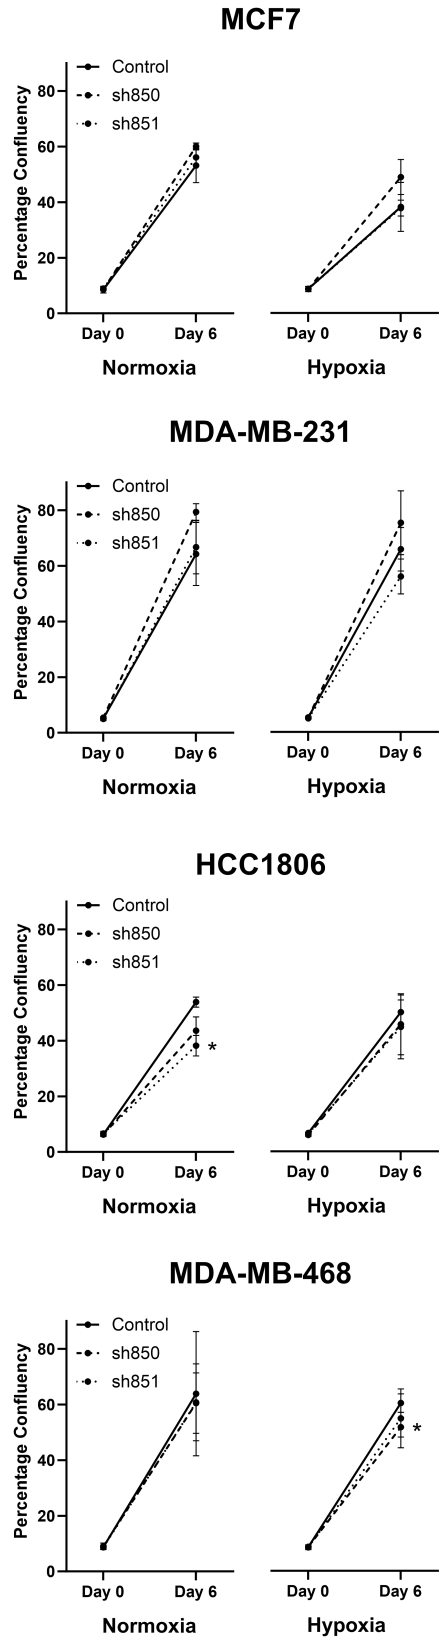 MCF7
Percentage Confluency
Control
sh850
sh851
80
60
40
20
0
Day 0 Day 6 Day 0 Day 6
Normoxia Hypoxia
MDA-MB-231
Percentage Confluency
Control
sh850
sh851
80
60
40
20
0
Day 0 Day 6 Day 0 Day 6
Normoxia Hypoxia
HCC1806
Percentage Confluency
Control
sh850
sh851
80
60
40
*
20
0
Day 0 Day 6 Day 0 Day 6
Normoxia Hypoxia
MDA-MB-468
Percentage Confluency
Control
sh850
sh851
80
60
*
40
20
0
Day 0 Day 6 Day 0 Day 6
Normoxia Hypoxia